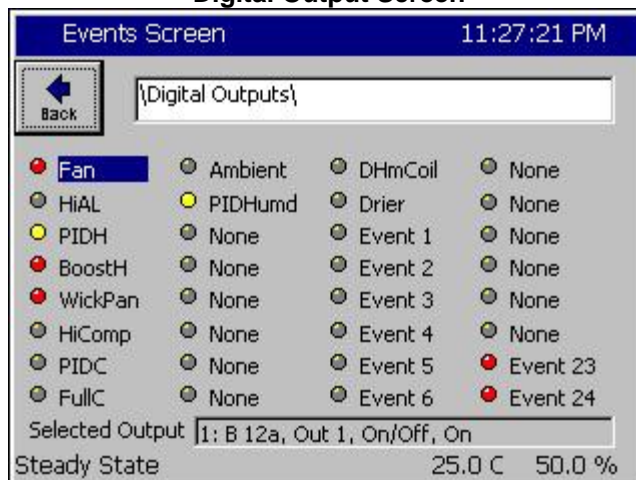 Digital Output Screen
Events Screen 11:27:21 PM
Back \Digital Outputs\
Fan Ambient DHmCoil None
HiAL PIDHumd Drier None
PIDH None Event 1 None
BoostH None Event 2 None
WickPan None Event 3 None
HiComp None Event 4 None
PIDC None Event 5 Event 23
FullC None Event 6 Event 24
Selected Output 1: B 12a, Out 1, On/Off, On
Steady State 25.0 C 50.0 %